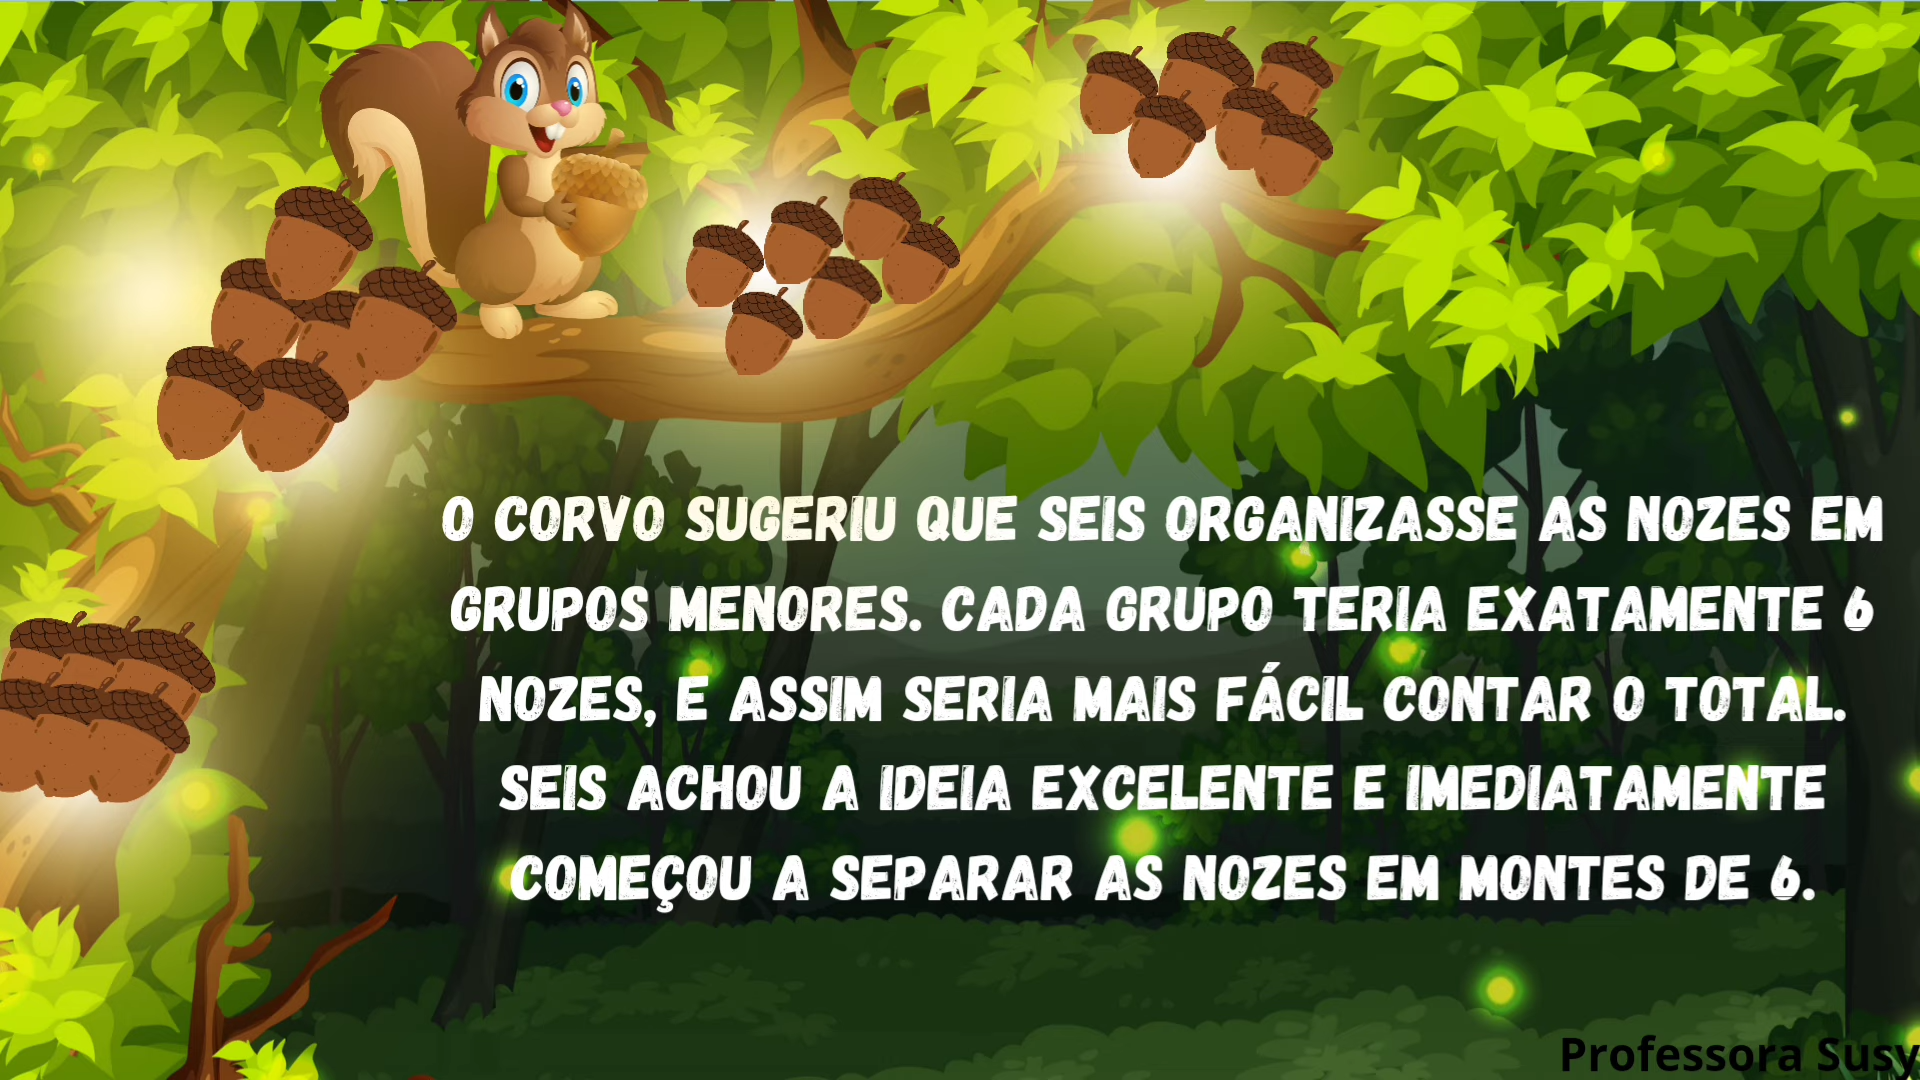 O CORVO SUGERIU QUE SEIS ORGANIZASSE AS NOZES EM
GRUPOS MENORES. CADA GRUPO TERIA EXATAMENTE 6
NOZES, E ASSIM SERIA MAIS FÁCIL CONTAR O TOTAL.
SEIS ACHOU A IDEIA EXCELENTE E IMEDIATAMENTE
COMEÇOU A SEPARAR AS NOZES EM MONTES DE 6.
Professora Susy